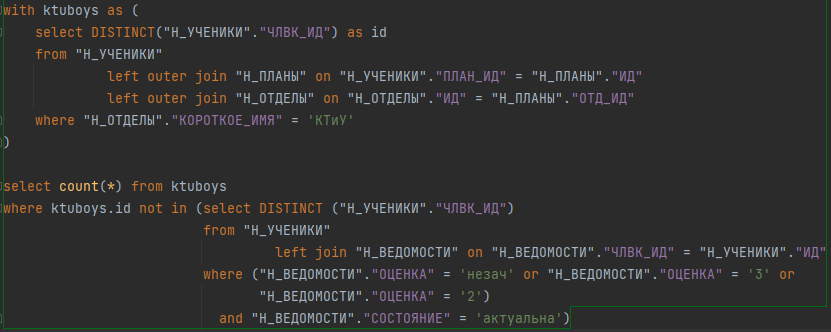 with ktuboys as (
select DISTINCT("Н_УЧЕНИКИ"."ЧЛВК_ИД") as id
from "Н_УЧЕНИКИ"
left outer join "Н_ПЛАНЫ" on "Н_УЧЕНИКИ"."ПЛАН_ИД" = "Н_ПЛАНЫ"."ИД"
left outer join "Н_ОТДЕЛЫ" on "Н_ОТДЕЛЫ"."ИД" = "Н_ПЛАНЫ"."ОТД_ИД"
where "Н_ОТДЕЛЫ"."КОРОТКОЕ_ИМЯ" = 'КТиУ'
)
select count(*) from ktuboys
where ktuboys.id not in (select DISTINCT ("Н_УЧЕНИКИ"."ЧЛВК_ИД")
from "Н_УЧЕНИКИ"
left join "Н_ВЕДОМОСТИ" on "Н_ВЕДОМОСТИ"."ЧЛВК_ИД" = "Н_УЧЕНИКИ"."ИД"
where ("Н_ВЕДОМОСТИ"."ОЦЕНКА" = 'незач' or "Н_ВЕДОМОСТИ"."ОЦЕНКА" = '3' or
"Н_ВЕДОМОСТИ"."ОЦЕНКА" = '2')
and "Н_ВЕДОМОСТИ"."СОСТОЯНИЕ" = 'актуальна')